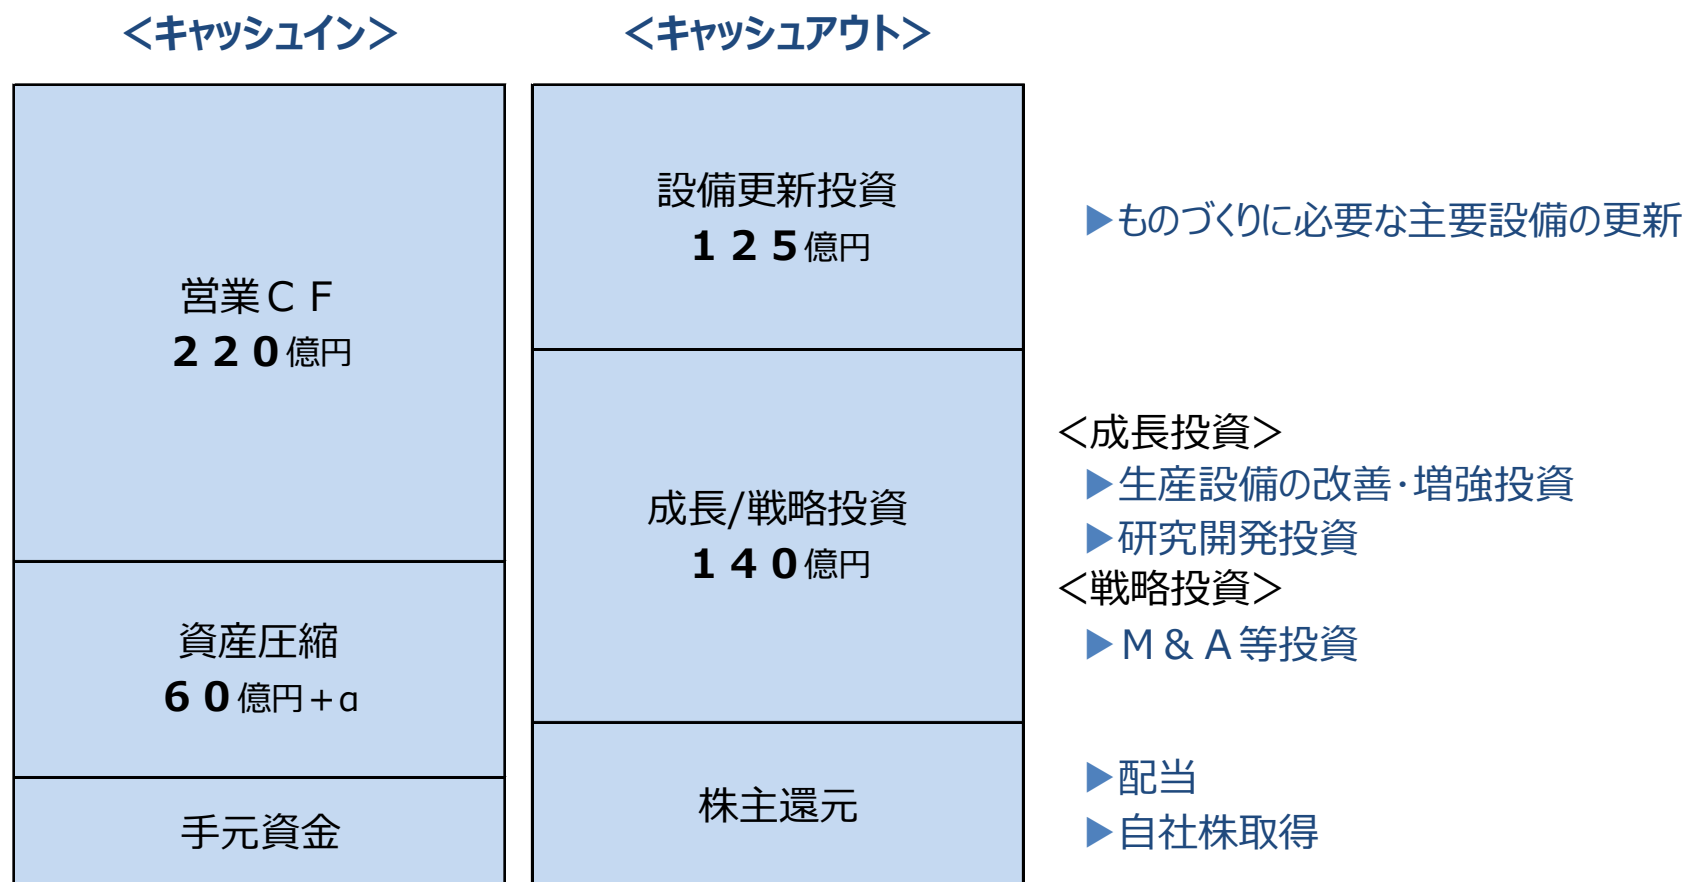 ＜キャッシュイン＞
＜キャッシュアウト＞
営業ＣＦ
２２０億円
資産圧縮
６０億円＋α
手元資金
設備更新投資
１２５億円
成長/戦略投資
１４０億円
株主還元
▶ものづくりに必要な主要設備の更新
＜成長投資＞
▶生産設備の改善・増強投資
▶研究開発投資
＜戦略投資＞
▶Ｍ＆Ａ等投資
▶配当
▶自社株取得